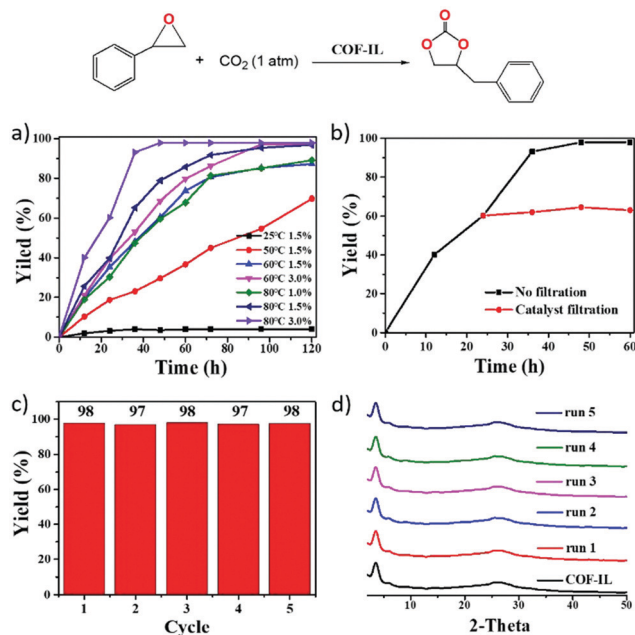 O
+ CO2 (1 atm)
COF-IL
O
O
O
a)
Yilcd (%)
100
80
60
40
20
0
25℃ 1.5%
50℃ 1.5%
60℃ 1.5%
60℃ 3.0%
80℃ 1.0%
80℃ 1.5%
80℃ 3.0%
0 20 40 60 80 100 120
Time (h)
b)
Yield (%)
100
80
60
40
20
0
No filtration
Catalyst filtration
0 10 20 30 40 50 60
Time (h)
c)
Yield (%)
100
80
60
40
20
0
98 97 98 97 98
1 2 3 4 5
Cycle
d)
run 5
run 4
run 3
run 2
run 1
COF-IL
10 20 30 40 50
2-Theta